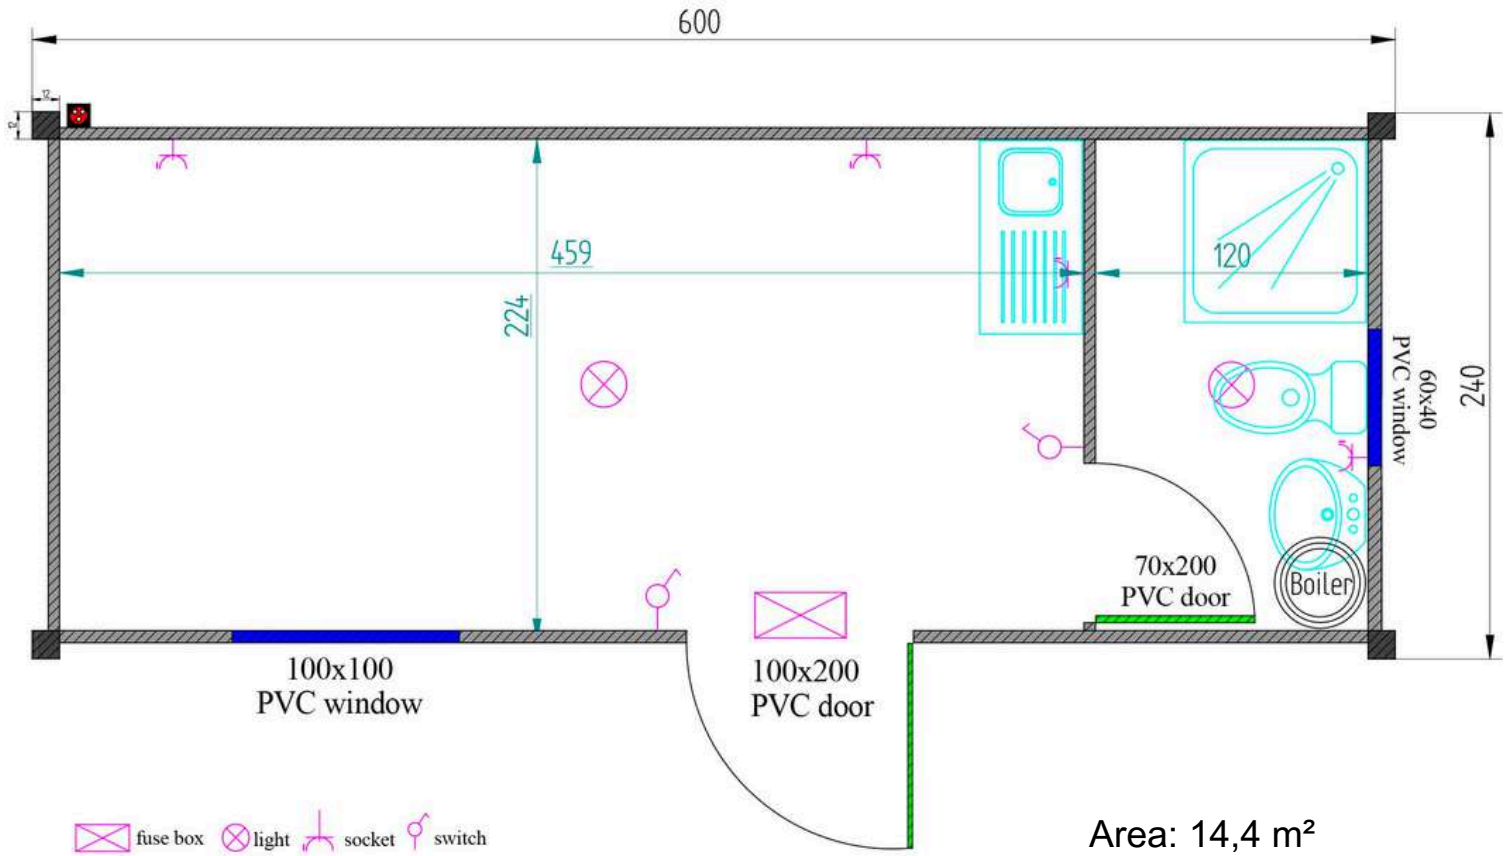 600
12
12
459
224
120
240
60x40
PVC window
70x200
PVC door
Boiler
100x100
PVC window
100x200
PVC door
fuse box
light
socket
switch
Area: 14,4 m²